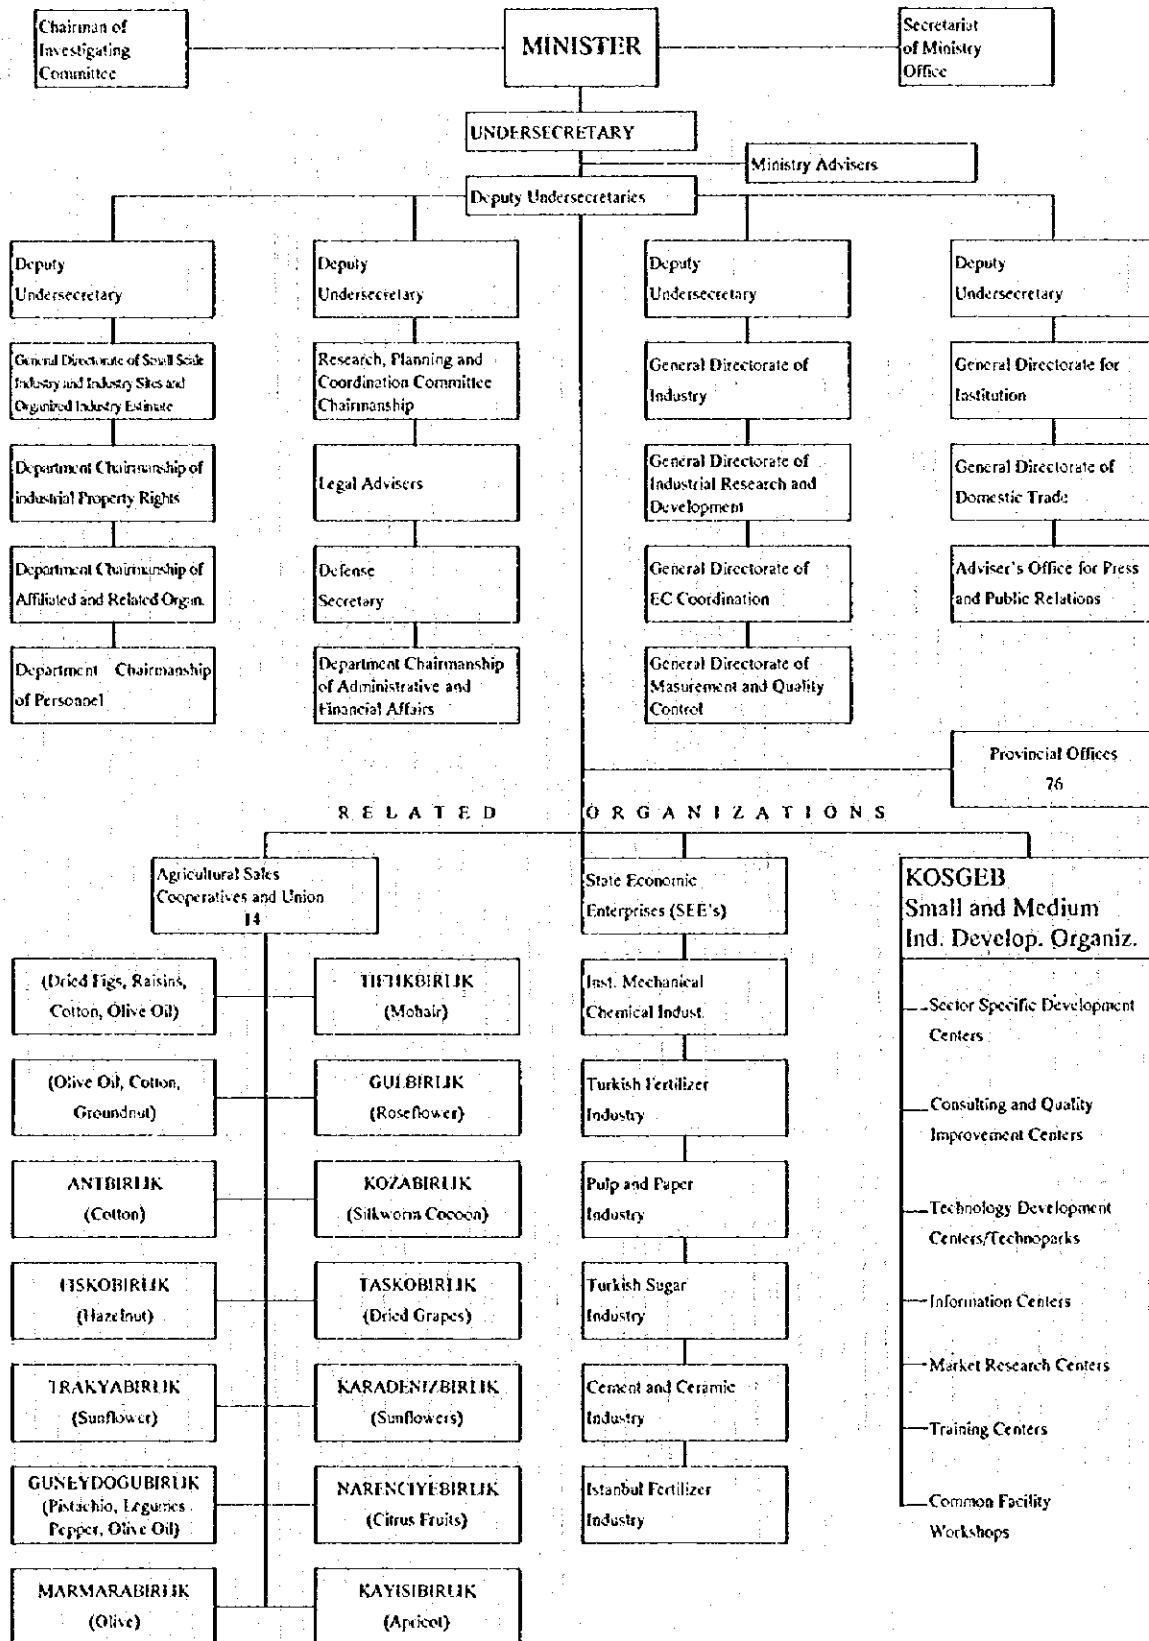 Chairman of
Investigating
Committee
MINISTER
Secretariat
of Ministry
Office
UNDERSECRETARY
Ministry Advisers
Deputy Undersecretaries
Deputy
Undersecretary
Deputy
Undersecretary
Deputy
Undersecretary
Deputy
Undersecretary
General Directorate of Small Scale
Industry and Industry Sites and
Organized Industry Estimate
Research, Planning and
Coordination Committee
Chairmanship
General Directorate of
Industry
General Directorate for
Institution
Department Chairmanship of
industrial Property Rights
Legal Advisers
General Directorate of
Industrial Research and
Development
General Directorate of
Domestic Trade
Department Chairmanship of
Affiliated and Related Organ.
Defense
Secretary
General Directorate of
EC Coordination
Adviser's Office for Press
and Public Relations
Department Chairmanship
of Personnel
Department Chairmanship
of Administrative and
Financial Affairs
General Directorate of
Masurement and Quality
Control
Provincial Offices
76
RELATED ORGANIZATIONS
Agricultural Sales
Cooperatives and Union
14
State Economic
Enterprises (SEE's)
KOSGEB
Small and Medium
Ind. Develop. Organiz.
(Dried Figs, Raisins,
Cotton, Olive Oil)
TIFTIKBIRLIK
(Mohair)
Inst. Mechanical
Chemical Indust.
Sector Specific Development
Centers
(Olive Oil, Cotton,
Groundnut)
GULBIRLIK
(Roseflower)
Turkish Fertilizer
Industry
Consulting and Quality
Improvement Centers
ANTBIRLIK
(Cotton)
KOZABIRLIK
(Silkworm Cocoon)
Pulp and Paper
Industry
Technology Development
Centers/Technoparks
FISKOBIRLIK
(Hazelnut)
TASKOBIRLIK
(Dried Grapes)
Turkish Sugar
Industry
Information Centers
TRAKYABIRLIK
(Sunflower)
KARADENIZBIRLIK
(Sunflowers)
Cement and Ceramic
Industry
Market Research Centers
Training Centers
GUNEYDOGUBIRLIK
(Pistachio, Legumes
Pepper, Olive Oil)
NARENCIYEBIRLIK
(Citrus Fruits)
Istanbul Fertilizer
Industry
Common Facility
Workshops
MARMARABIRLIK
(Olive)
KAYISIBIRLIK
(Apricot)